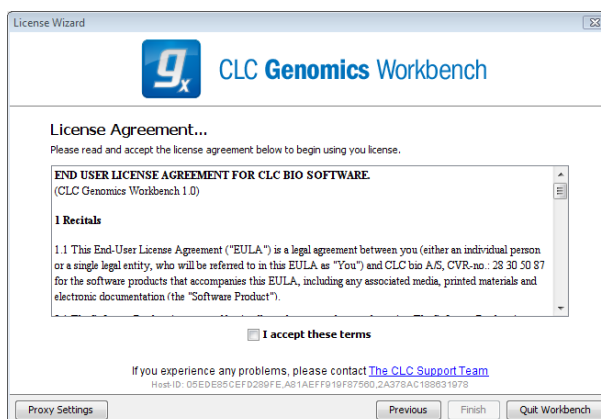 License Wizard
gx CLC Genomics Workbench
License Agreement...
Please read and accept the license agreement below to begin using you license.
END USER LICENSE AGREEMENT FOR CLC BIO SOFTWARE.
(CLC Genomics Workbench 1.0)
1 Recitals
1.1 This End-User License Agreement ("EULA") is a legal agreement between you (either an individual person
or a single legal entity, who will be referred to in this EULA as "You") and CLC bio A/S, CVR-no.: 28 30 50 87
for the software products that accompanies this EULA, including any associated media, printed materials and
electronic documentation (the "Software Product").
I accept these terms
If you experience any problems, please contact The CLC Support Team
Host-ID: 05EDE85CEFD289FE,A81AEFF919F87560,2A378AC188631978
Proxy Settings Previous Finish Quit Workbench